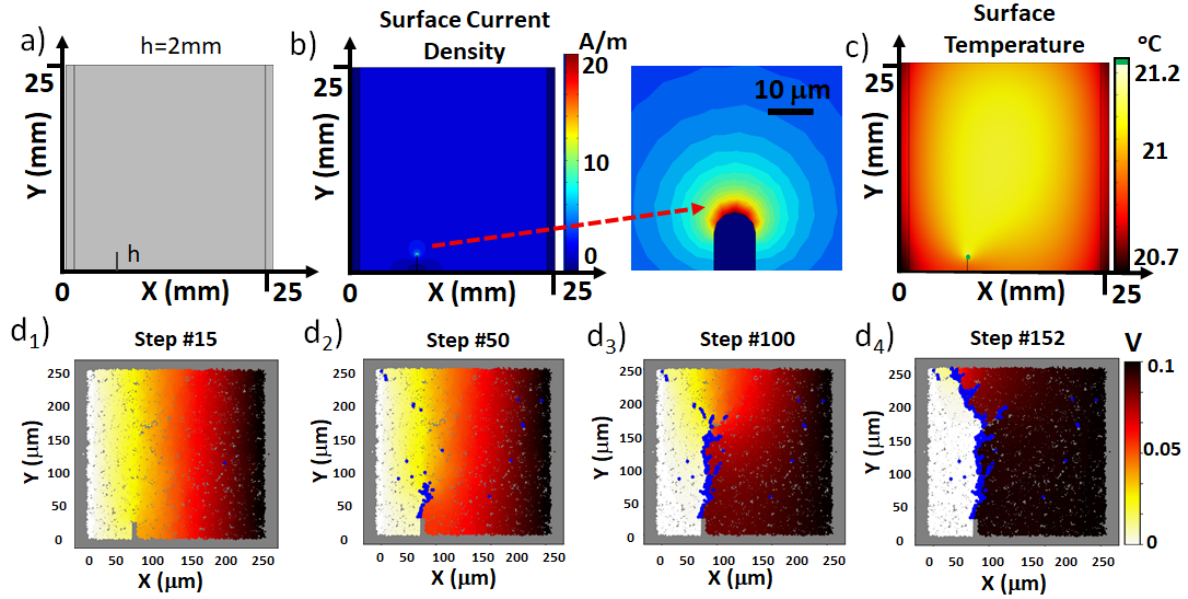 a)
h=2mm
25
Y (mm)
h
0
X (mm)
25
b)
Surface Current
Density
A/m
20
10
0
25
Y (mm)
0
X (mm)
25
10 μm
c)
Surface
Temperature
ºC
21.2
21
20.7
25
Y (mm)
0
X (mm)
25
d1)
Step #15
250
200
150
100
50
0
Y (μm)
0 50 100 150 200 250
X (μm)
d2)
Step #50
250
200
150
100
50
0
Y (μm)
0 50 100 150 200 250
X (μm)
d3)
Step #100
250
200
150
100
50
0
Y (μm)
0 50 100 150 200 250
X (μm)
d4)
Step #152
250
200
150
100
50
0
Y (μm)
0 50 100 150 200 250
X (μm)
V
0.1
0.05
0